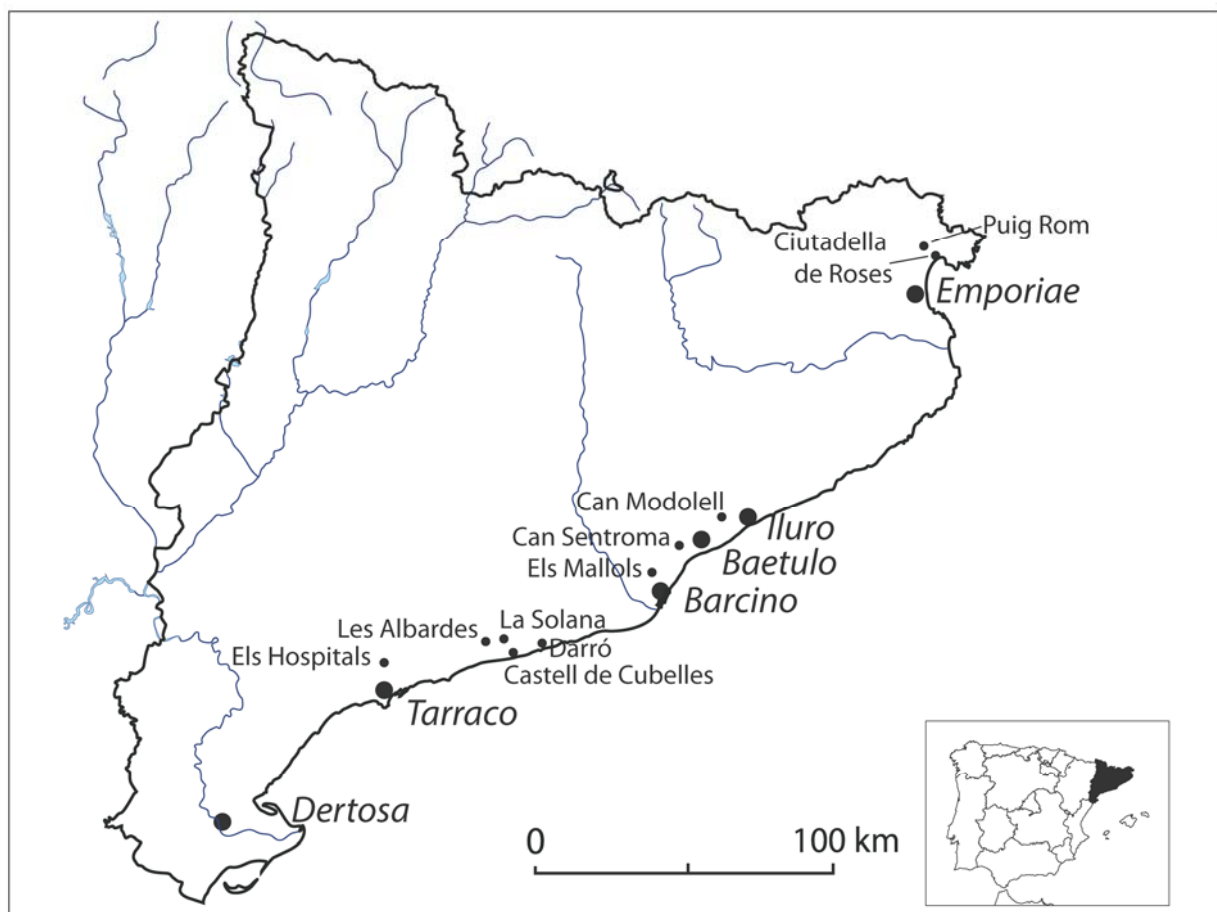 Puig Rom
Ciutadella
de Roses
Emporiae
Can Modolell
Iluro
Can Sentroma
Baetulo
Els Mallols
Barcino
La Solana
Les Albardes
Darró
Els Hospitals
Castell de Cubelles
Tarraco
Dertosa
0
100 km